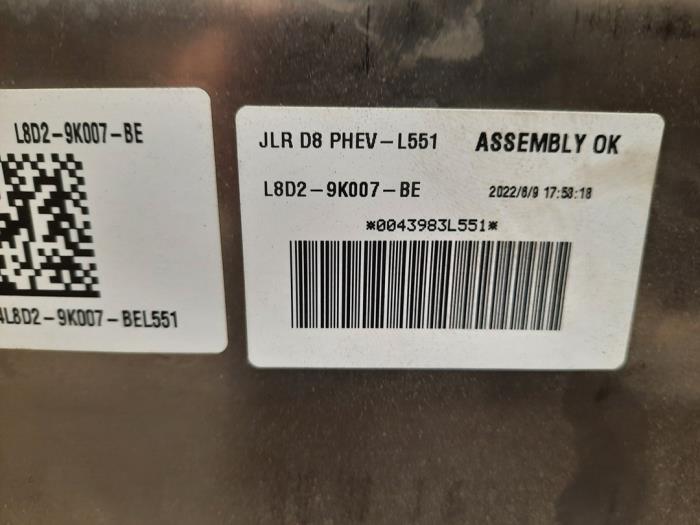 L8D2-9K007-BE
L8D2-9K007-BEL551
JLR D8 PHEV-L551 ASSEMBLY OK
L8D2-9K007-BE 2022/6/9 17:53:18
*0043983L551*